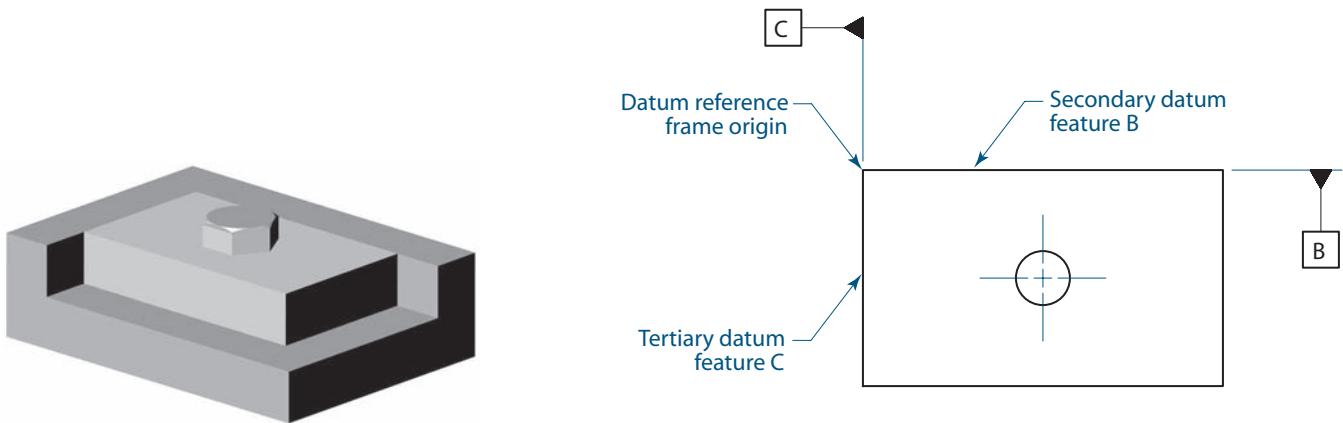 C
Datum reference
frame origin
Secondary datum
feature B
B
Tertiary datum
feature C